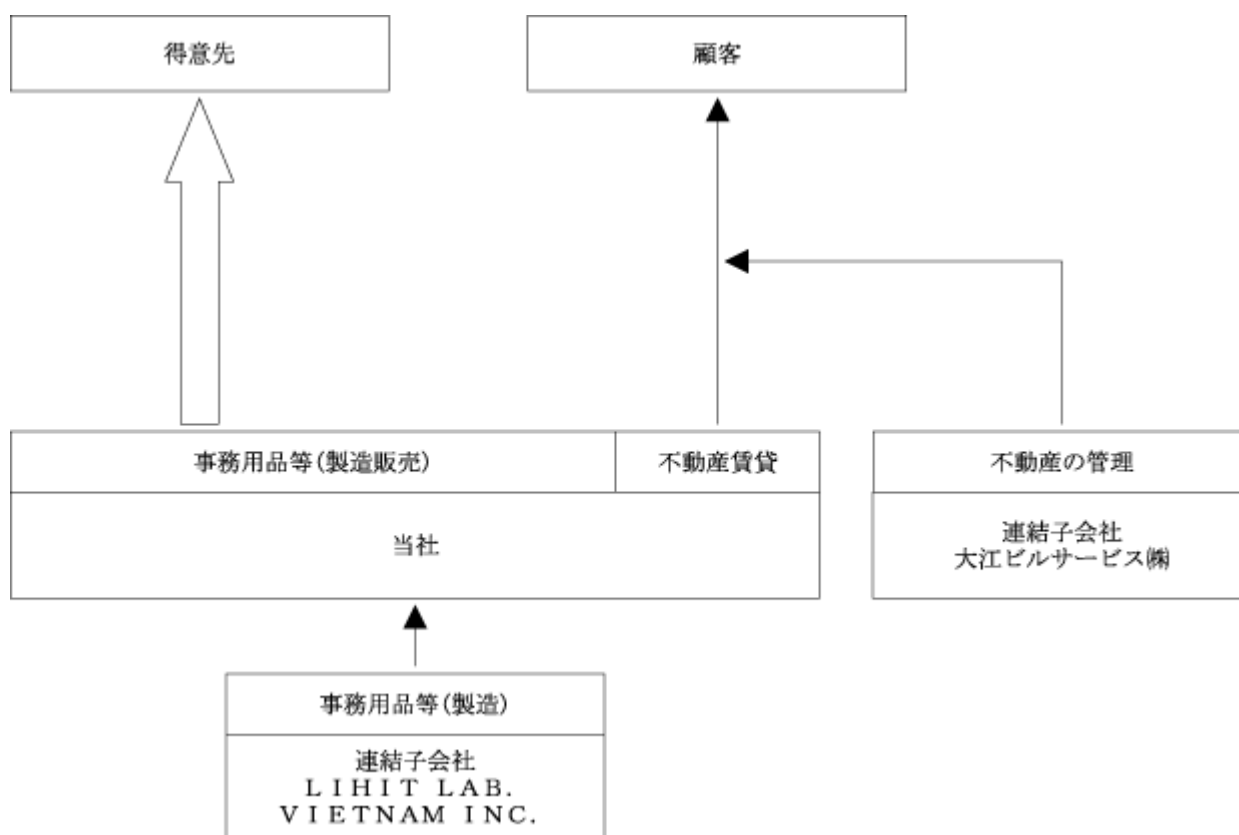 得意先
顧客
事務用品等(製造販売)
不動産賃貸
不動産の管理
当社
連結子会社
大江ビルサービス㈱
事務用品等(製造)
連結子会社
ＬＩＨＩＴ ＬＡＢ．
ＶＩＥＴＮＡＭ ＩＮＣ．